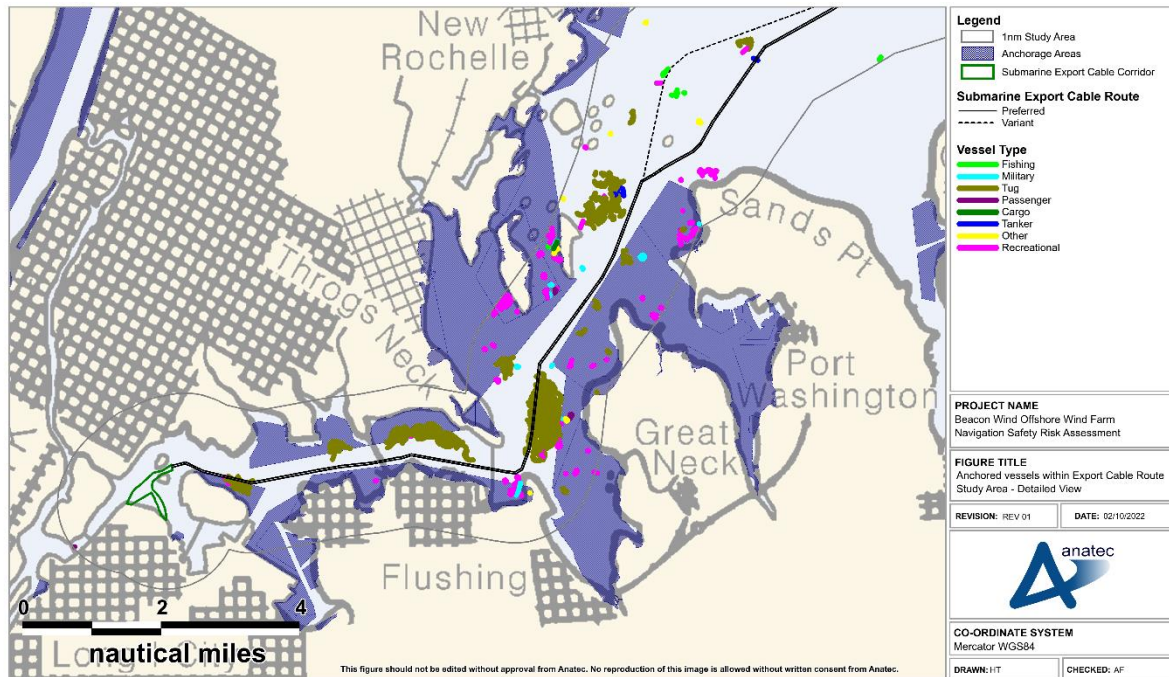 New
Rochelle
Throgs Neck
Sands Pt
Port
Washington
Great
Neck
Flushing
Long I City
0 2 4
nautical miles
This figure should not be edited without approval from Anatec. No reproduction of this image is allowed without written consent from Anatec.
Legend
1nm Study Area
Anchorage Areas
Submarine Export Cable Corridor
Submarine Export Cable Route
Preferred
Variant
Vessel Type
Fishing
Military
Tug
Passenger
Cargo
Tanker
Other
Recreational
PROJECT NAME
Beacon Wind Offshore Wind Farm
Navigation Safety Risk Assessment
FIGURE TITLE
Anchored vessels within Export Cable Route
Study Area - Detailed View
REVISION: REV 01 DATE: 02/10/2022
anatec
CO-ORDINATE SYSTEM
Mercator WGS84
DRAWN: HT CHECKED: AF